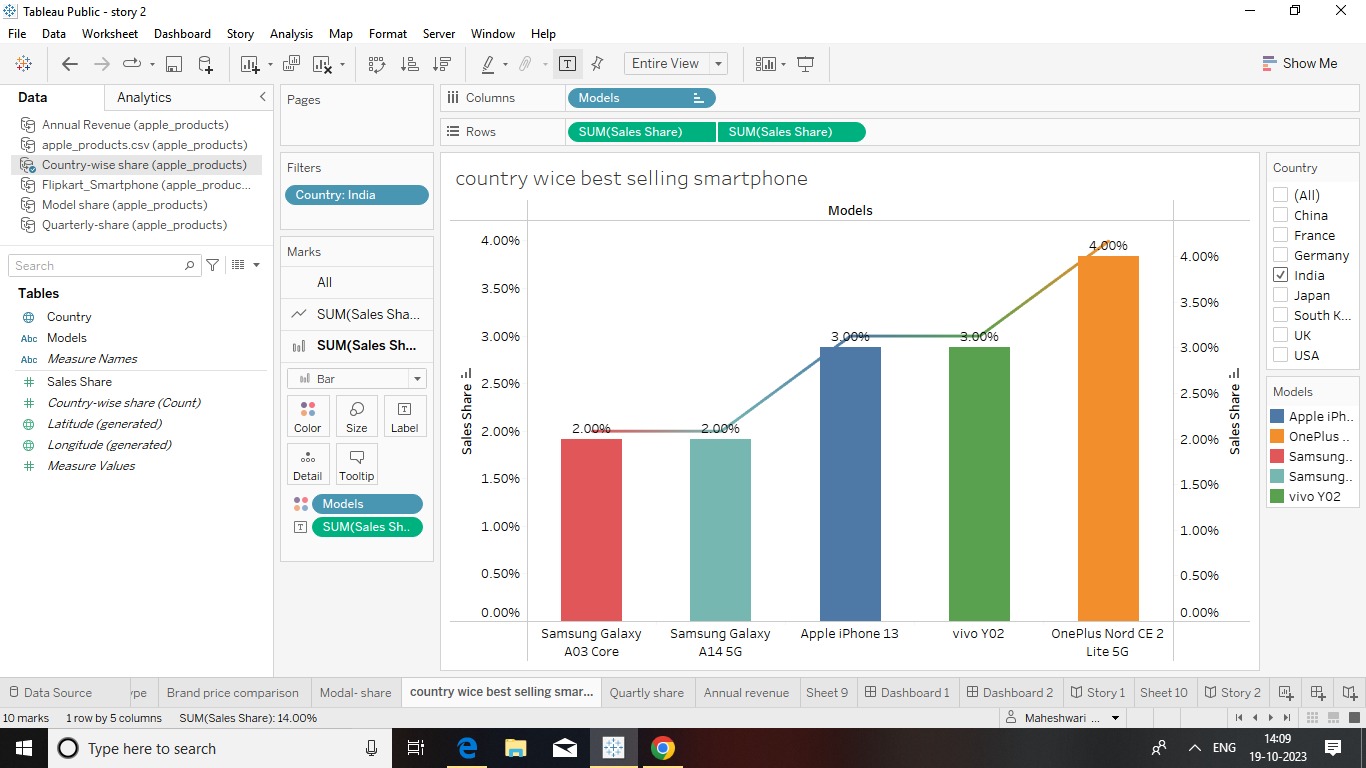 Tableau Public - story 2
File Data Worksheet Dashboard Story Analysis Map Format Server Window Help
Entire View
Show Me
Data Analytics
Annual Revenue (apple_products)
apple_products.csv (apple_products)
Country-wise share (apple_products)
Flipkart_Smartphone (apple_produc...
Model share (apple_products)
Quarterly-share (apple_products)
Search
Tables
Country
Abc Models
Abc Measure Names
Sales Share
Country-wise share (Count)
Latitude (generated)
Longitude (generated)
Measure Values
Pages
Filters
Country: India
Marks
All
SUM(Sales Sha...
SUM(Sales Sh...
Bar
Color Size Label
Detail Tooltip
Models
SUM(Sales Sh..
Columns Models
Rows SUM(Sales Share) SUM(Sales Share)
country wice best selling smartphone
Models
4.00%
3.50%
3.00%
2.50%
2.00%
1.50%
1.00%
0.50%
0.00%
Sales Share
2.00% 2.00% 3.00% 3.00% 4.00%
4.00%
3.50%
3.00%
2.50%
2.00%
1.50%
1.00%
0.50%
0.00%
Sales Share
Samsung Galaxy A03 Core
Samsung Galaxy A14 5G
Apple iPhone 13
vivo Y02
OnePlus Nord CE 2 Lite 5G
Country
(All)
China
France
Germany
India
Japan
South K...
UK
USA
Models
Apple iPh..
OnePlus ..
Samsung..
Samsung..
vivo Y02
Data Source ype Brand price comparison Modal- share country wice best selling smar... Quartly share Annual revenue Sheet 9 Dashboard 1 Dashboard 2 Story 1 Sheet 10 Story 2
10 marks 1 row by 5 columns SUM(Sales Share): 14.00%
Maheshwari ...
Type here to search
ENG
14:09
19-10-2023